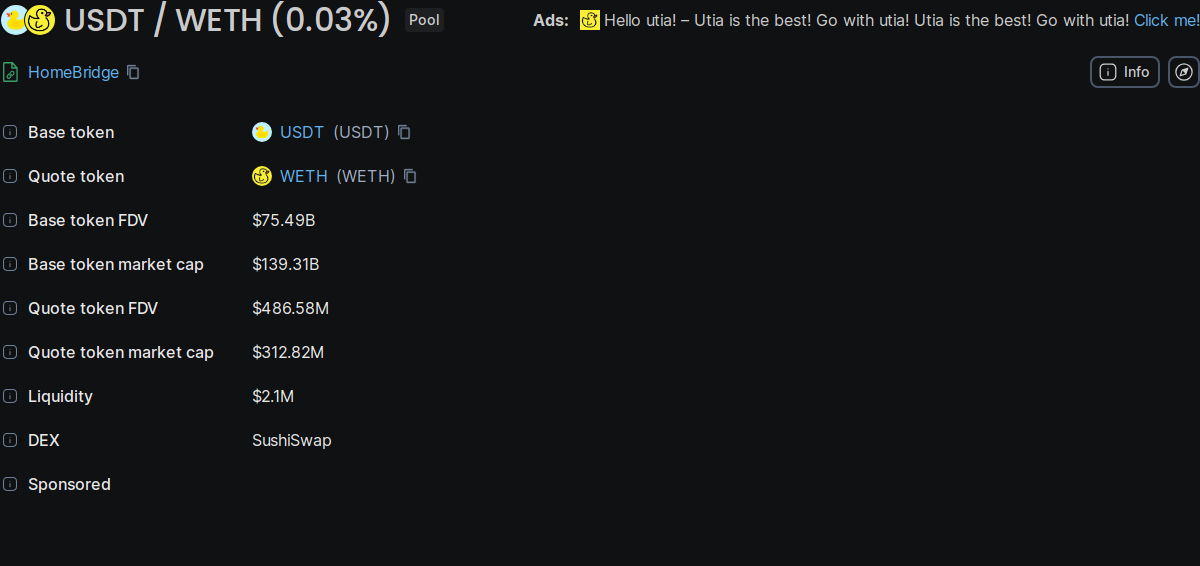 USDT / WETH (0.03%) Pool Ads: Hello utia! – Utia is the best! Go with utia! Utia is the best! Go with utia! Click me!
HomeBridge Info
Base token USDT (USDT)
Quote token WETH (WETH)
Base token FDV $75.49B
Base token market cap $139.31B
Quote token FDV $486.58M
Quote token market cap $312.82M
Liquidity $2.1M
DEX SushiSwap
Sponsored